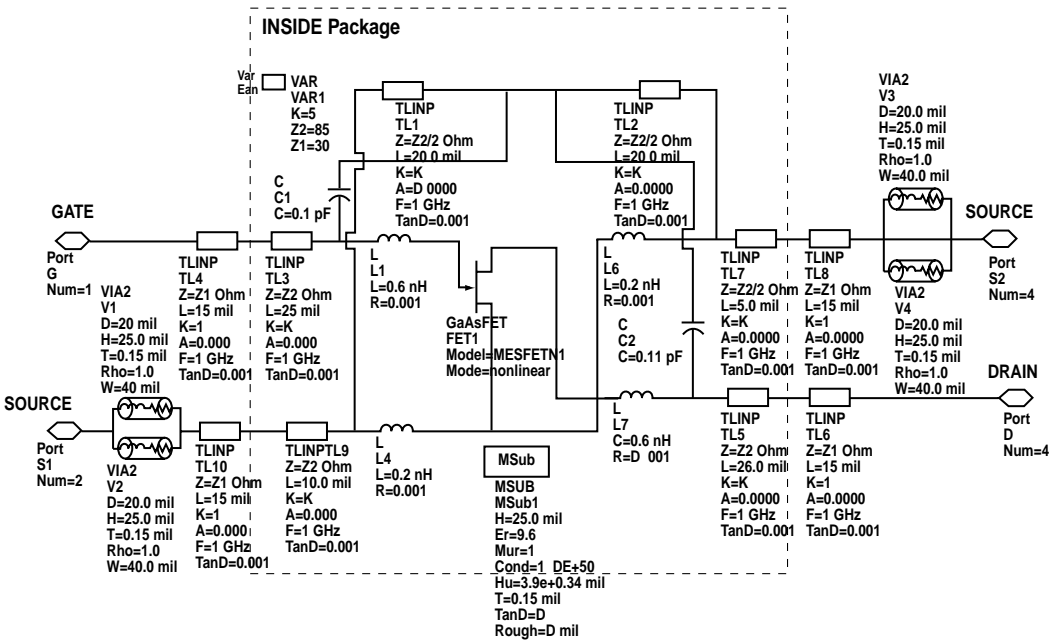 INSIDE Package
Var
Ean
VAR
VAR1
K=5
Z2=85
Z1=30
TLINP
TL1
Z=Z2/2 Ohm
L=20 0 mil
K=K
A=D 0000
F=1 GHz
TanD=0.001
TLINP
TL2
Z=Z2/2 Ohm
L=20 0 mil
K=K
A=0.0000
F=1 GHz
TanD=0.001
VIA2
V3
D=20.0 mil
H=25.0 mil
T=0.15 mil
Rho=1.0
W=40.0 mil
C
C1
C=0.1 pF
GATE
Port
G
Num=1
TLINP
TL4
Z=Z1 Ohm
L=15 mil
K=1
A=0.000
F=1 GHz
TanD=0.001
TLINP
TL3
Z=Z2 Ohm
L=25 mil
K=K
A=0.000
F=1 GHz
TanD=0.001
L
L1
L=0.6 nH
R=0.001
GaAsFET
FET1
Model=MESFETN1
Mode=nonlinear
L
L6
L=0.2 nH
R=0.001
C
C2
C=0.11 pF
TLINP
TL7
Z=Z2/2 Ohm
L=5.0 mil
K=K
A=0.0000
F=1 GHz
TanD=0.001
TLINP
TL8
Z=Z1 Ohm
L=15 mil
K=1
A=0.0000
F=1 GHz
TanD=0.001
VIA2
V4
D=20.0 mil
H=25.0 mil
T=0.15 mil
Rho=1.0
W=40.0 mil
SOURCE
Port
S2
Num=4
VIA2
V1
D=20 mil
H=25.0 mil
T=0.15 mil
Rho=1.0
W=40 mil
SOURCE
Port
S1
Num=2
VIA2
V2
D=20.0 mil
H=25.0 mil
T=0.15 mil
Rho=1.0
W=40.0 mil
TLINP
TL10
Z=Z1 Ohm
L=15 mil
K=1
A=0.000
F=1 GHz
TanD=0.001
TLINPTL9
Z=Z2 Ohm
L=10.0 mil
K=K
A=0.000
F=1 GHz
TanD=0.001
L
L4
L=0.2 nH
R=0.001
MSub
MSUB
MSub1
H=25.0 mil
Er=9.6
Mur=1
Cond=1 DE+50
Hu=3.9e+0.34 mil
T=0.15 mil
TanD=D
Rough=D mil
L
L7
C=0.6 nH
R=D 001
TLINP
TL5
Z=Z2 Ohm
L=26.0 mil
K=K
A=0.0000
F=1 GHz
TanD=0.001
TLINP
TL6
Z=Z1 Ohm
L=15 mil
K=1
A=0.0000
F=1 GHz
TanD=0.001
DRAIN
Port
D
Num=4